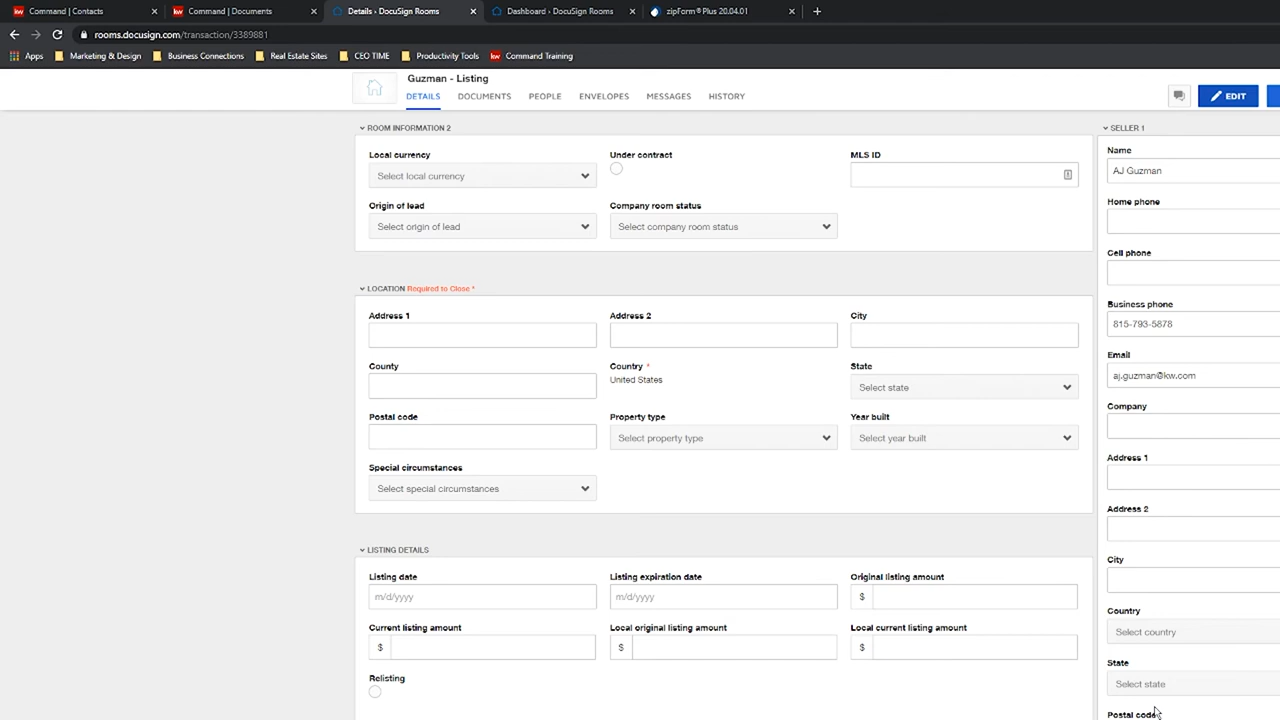 kw Command | Contacts
kw Command | Documents
Details › DocuSign Rooms
Dashboard › DocuSign Rooms
zipForm®Plus 20.04.01
rooms.docusign.com/transaction/3389881
Apps
Marketing & Design
Business Connections
Real Estate Sites
CEO TIME
Productivity Tools
kw Command Training
Guzman - Listing
DETAILS
DOCUMENTS
PEOPLE
ENVELOPES
MESSAGES
HISTORY
EDIT
ROOM INFORMATION 2
Local currency
Under contract
MLS ID
Select local currency
Origin of lead
Company room status
Select origin of lead
Select company room status
LOCATION Required to Close *
Address 1
Address 2
City
County
Country *
State
United States
Select state
Postal code
Property type
Year built
Select property type
Select year built
Special circumstances
Select special circumstances
LISTING DETAILS
Listing date
Listing expiration date
Original listing amount
m/d/yyyy
m/d/yyyy
$
Current listing amount
Local original listing amount
Local current listing amount
$
$
$
Relisting
SELLER 1
Name
AJ Guzman
Home phone
Cell phone
Business phone
815-793-5878
Email
aj.guzman@kw.com
Company
Address 1
Address 2
City
Country
Select country
State
Select state
Postal code